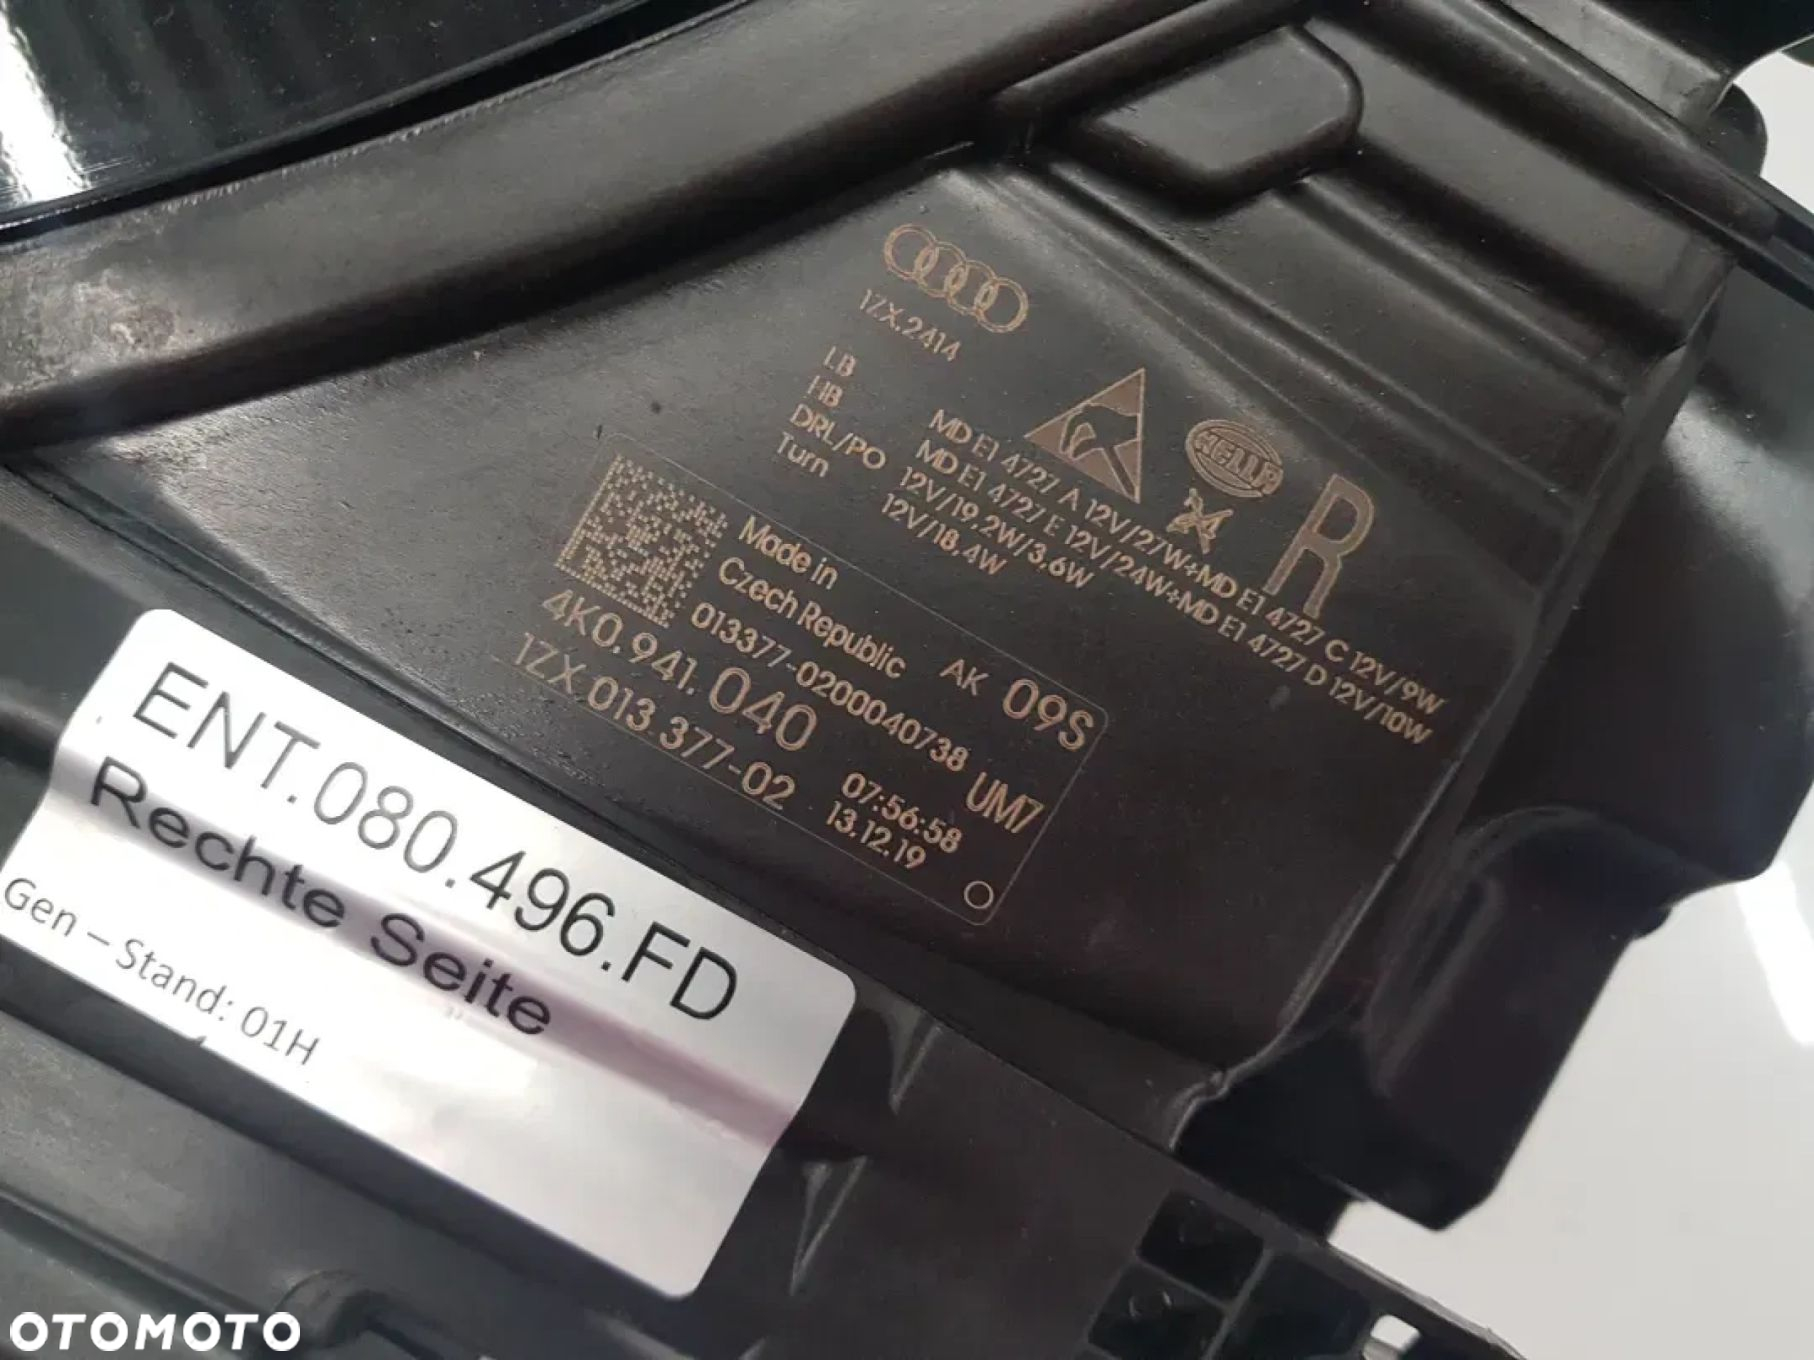 1ZX.2414
LB MD E1 4727 A 12V/27W+MD E1 4727 C 12V/9W
HB MD E1 4727 E 12V/24W+MD E1 4727 D 12V/10W
DRL/PO 12V/19,2W/3,6W
Turn 12V/18,4W
HELLA
R
Made in
Czech Republic AK 09S
013377-0200040738 UM7
4K0.941.040 07:56:58
1ZX.013.377-02 13.12.19
ENT.080.496.FD
Rechte Seite
Gen – Stand: 01H
OTOMOTO